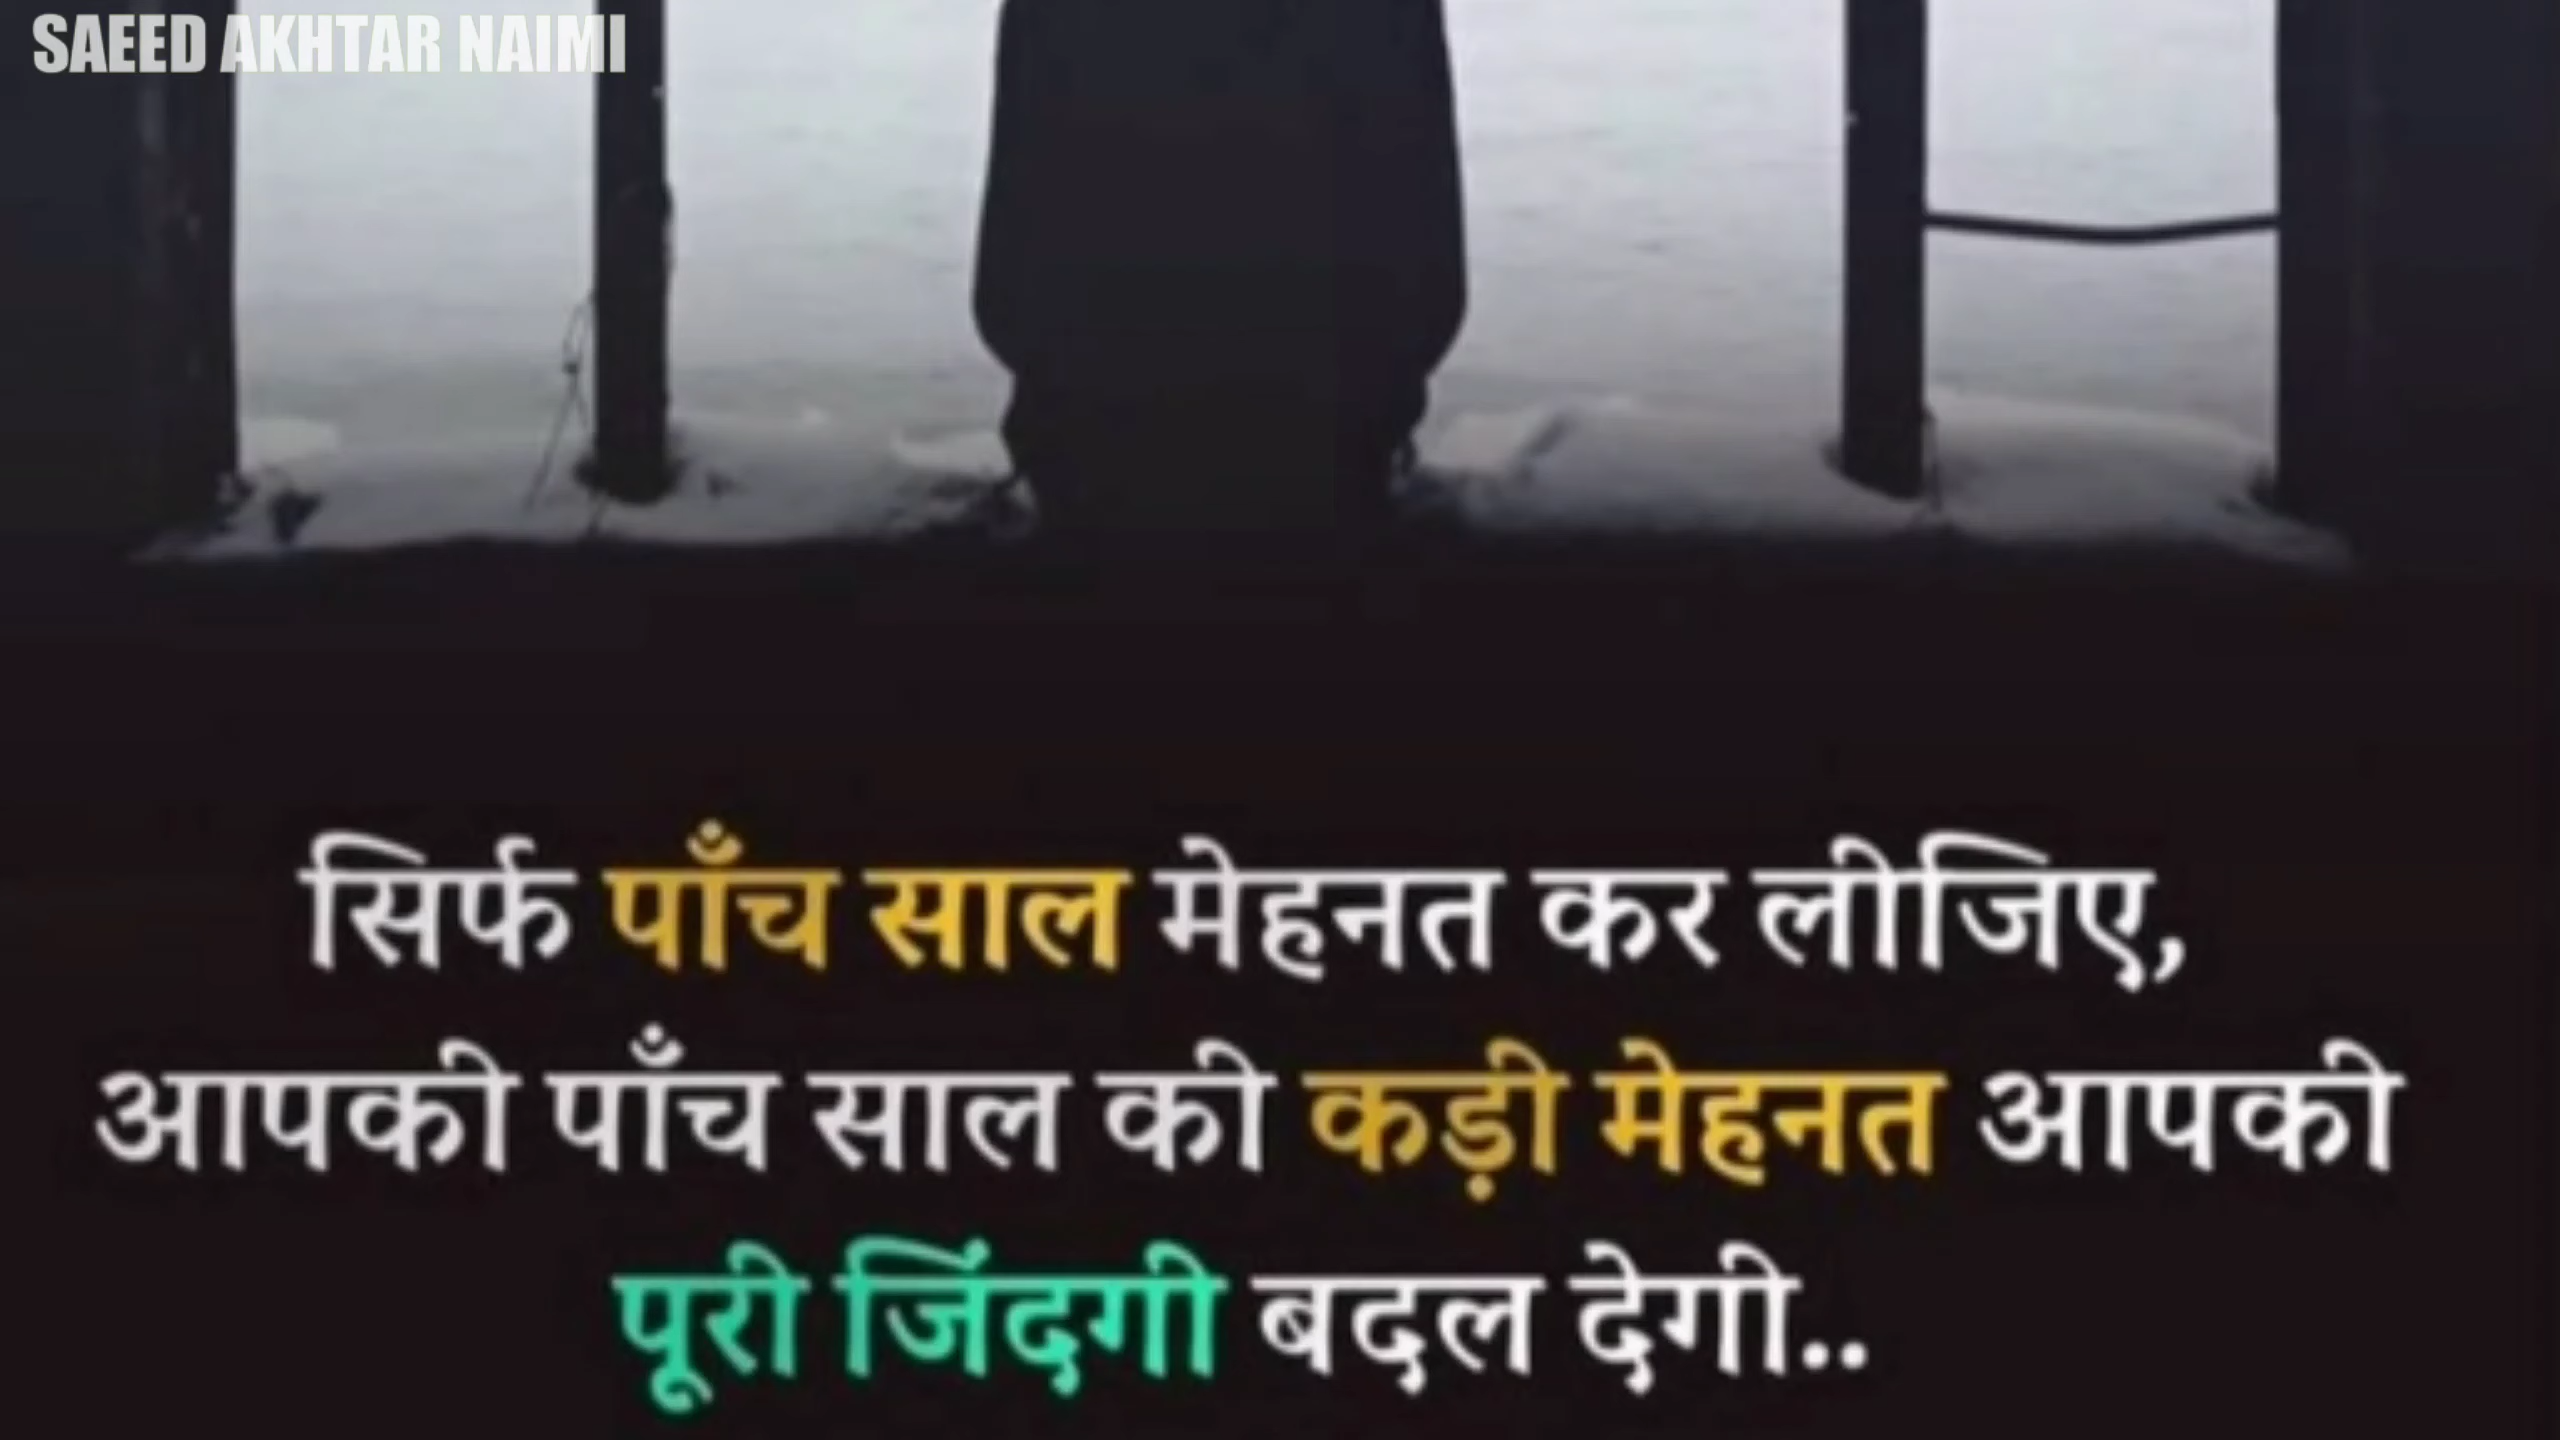 SAEED AKHTAR NAIMI
सिर्फ पाँच साल मेहनत कर लीजिए,
आपकी पाँच साल की कड़ी मेहनत आपकी
पूरी जिंदगी बदल देगी..